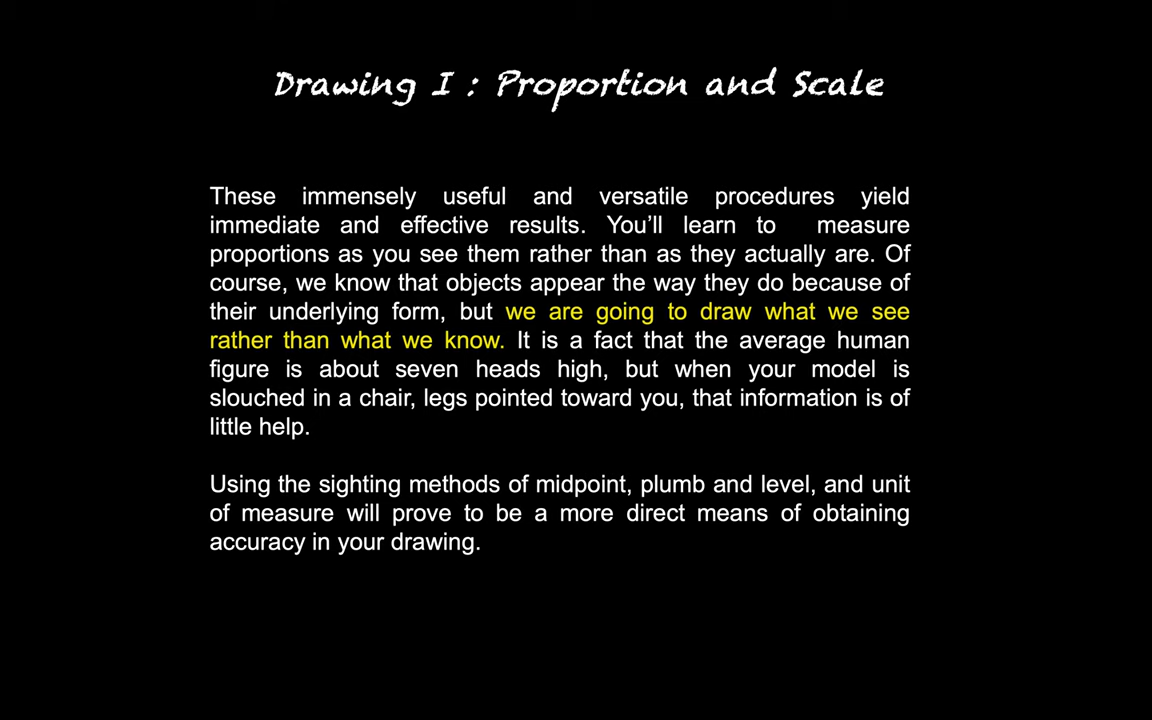 Drawing I : Proportion and Scale
These immensely useful and versatile procedures yield
immediate and effective results. You’ll learn to measure
proportions as you see them rather than as they actually are. Of
course, we know that objects appear the way they do because of
their underlying form, but we are going to draw what we see
rather than what we know. It is a fact that the average human
figure is about seven heads high, but when your model is
slouched in a chair, legs pointed toward you, that information is of
little help.
Using the sighting methods of midpoint, plumb and level, and unit
of measure will prove to be a more direct means of obtaining
accuracy in your drawing.